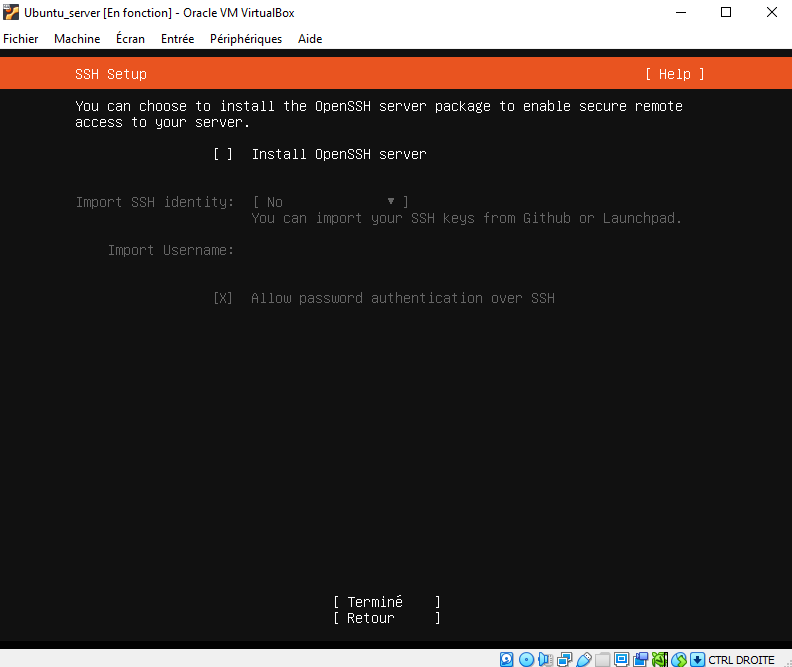 Ubuntu_server [En fonction] - Oracle VM VirtualBox
Fichier Machine Écran Entrée Périphériques Aide
SSH Setup [ Help ]
You can choose to install the OpenSSH server package to enable secure remote
access to your server.
[ ] Install OpenSSH server
Import SSH identity: [ No ▼ ]
You can import your SSH keys from Github or Launchpad.
Import Username:
[X] Allow password authentication over SSH
[ Terminé ]
[ Retour ]
CTRL DROITE